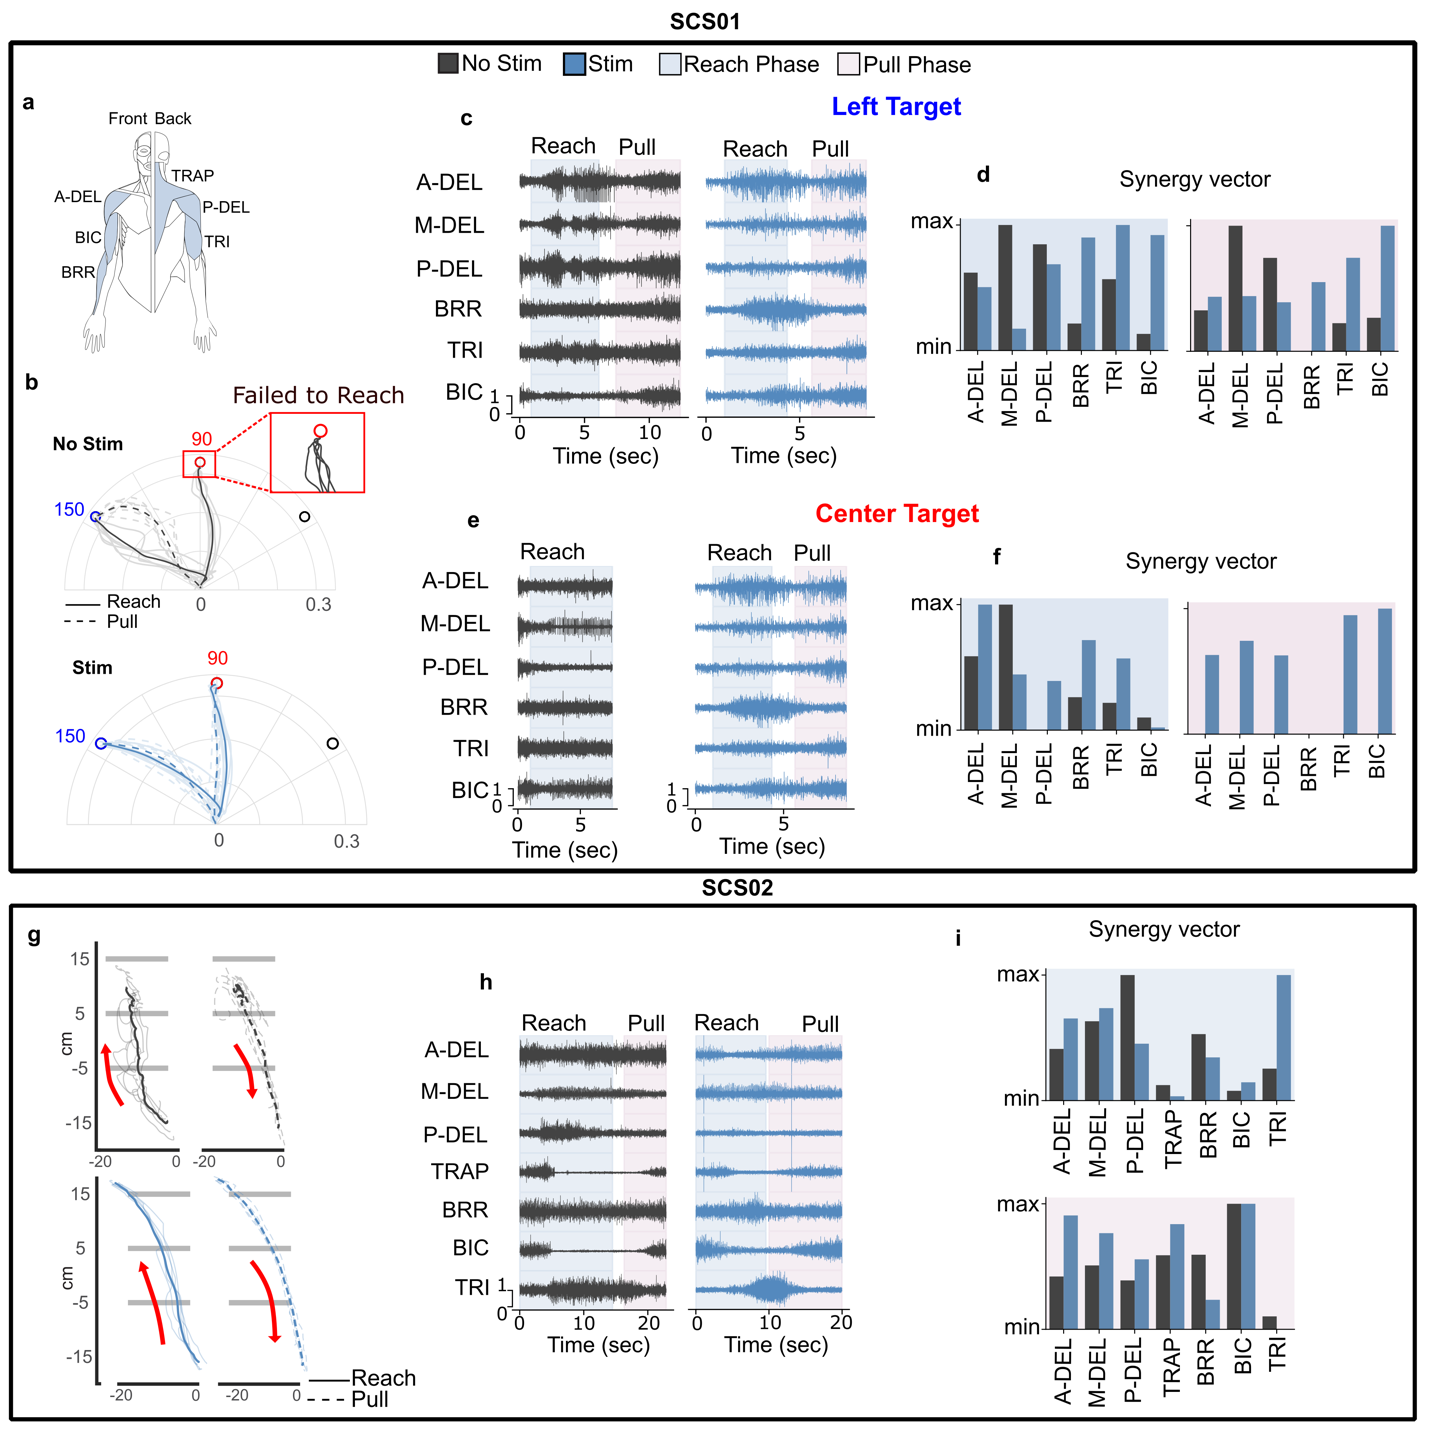 SCS01
No Stim Stim Reach Phase Pull Phase
a
Front Back
TRAP
A-DEL
P-DEL
BIC
TRI
BRR
b
Failed to Reach
No Stim
90
150
0 0.3
Reach
Pull
Stim
90
150
0 0.3
c
Left Target
Reach Pull Reach Pull
A-DEL
M-DEL
P-DEL
BRR
TRI
BIC 1
0
0 5 10 0 5
Time (sec) Time (sec)
d
Synergy vector
max
min
A-DEL M-DEL P-DEL BRR TRI BIC A-DEL M-DEL P-DEL BRR TRI BIC
e
Center Target
Reach Reach Pull
A-DEL
M-DEL
P-DEL
BRR
TRI
BIC 1 1
0 0
0 5 0 5
Time (sec) Time (sec)
f
Synergy vector
max
min
A-DEL M-DEL P-DEL BRR TRI BIC A-DEL M-DEL P-DEL BRR TRI BIC
SCS02
g
15
5
cm
-5
-15
-20 0 -20 0
15
5
cm
-5
-15
-20 0 -20 0
Reach
Pull
h
Reach Pull Reach Pull
A-DEL
M-DEL
P-DEL
TRAP
BRR
BIC
TRI 1
0
0 10 20 0 10 20
Time (sec) Time (sec)
i
Synergy vector
max
min
A-DEL M-DEL P-DEL TRAP BRR BIC TRI
max
min
A-DEL M-DEL P-DEL TRAP BRR BIC TRI